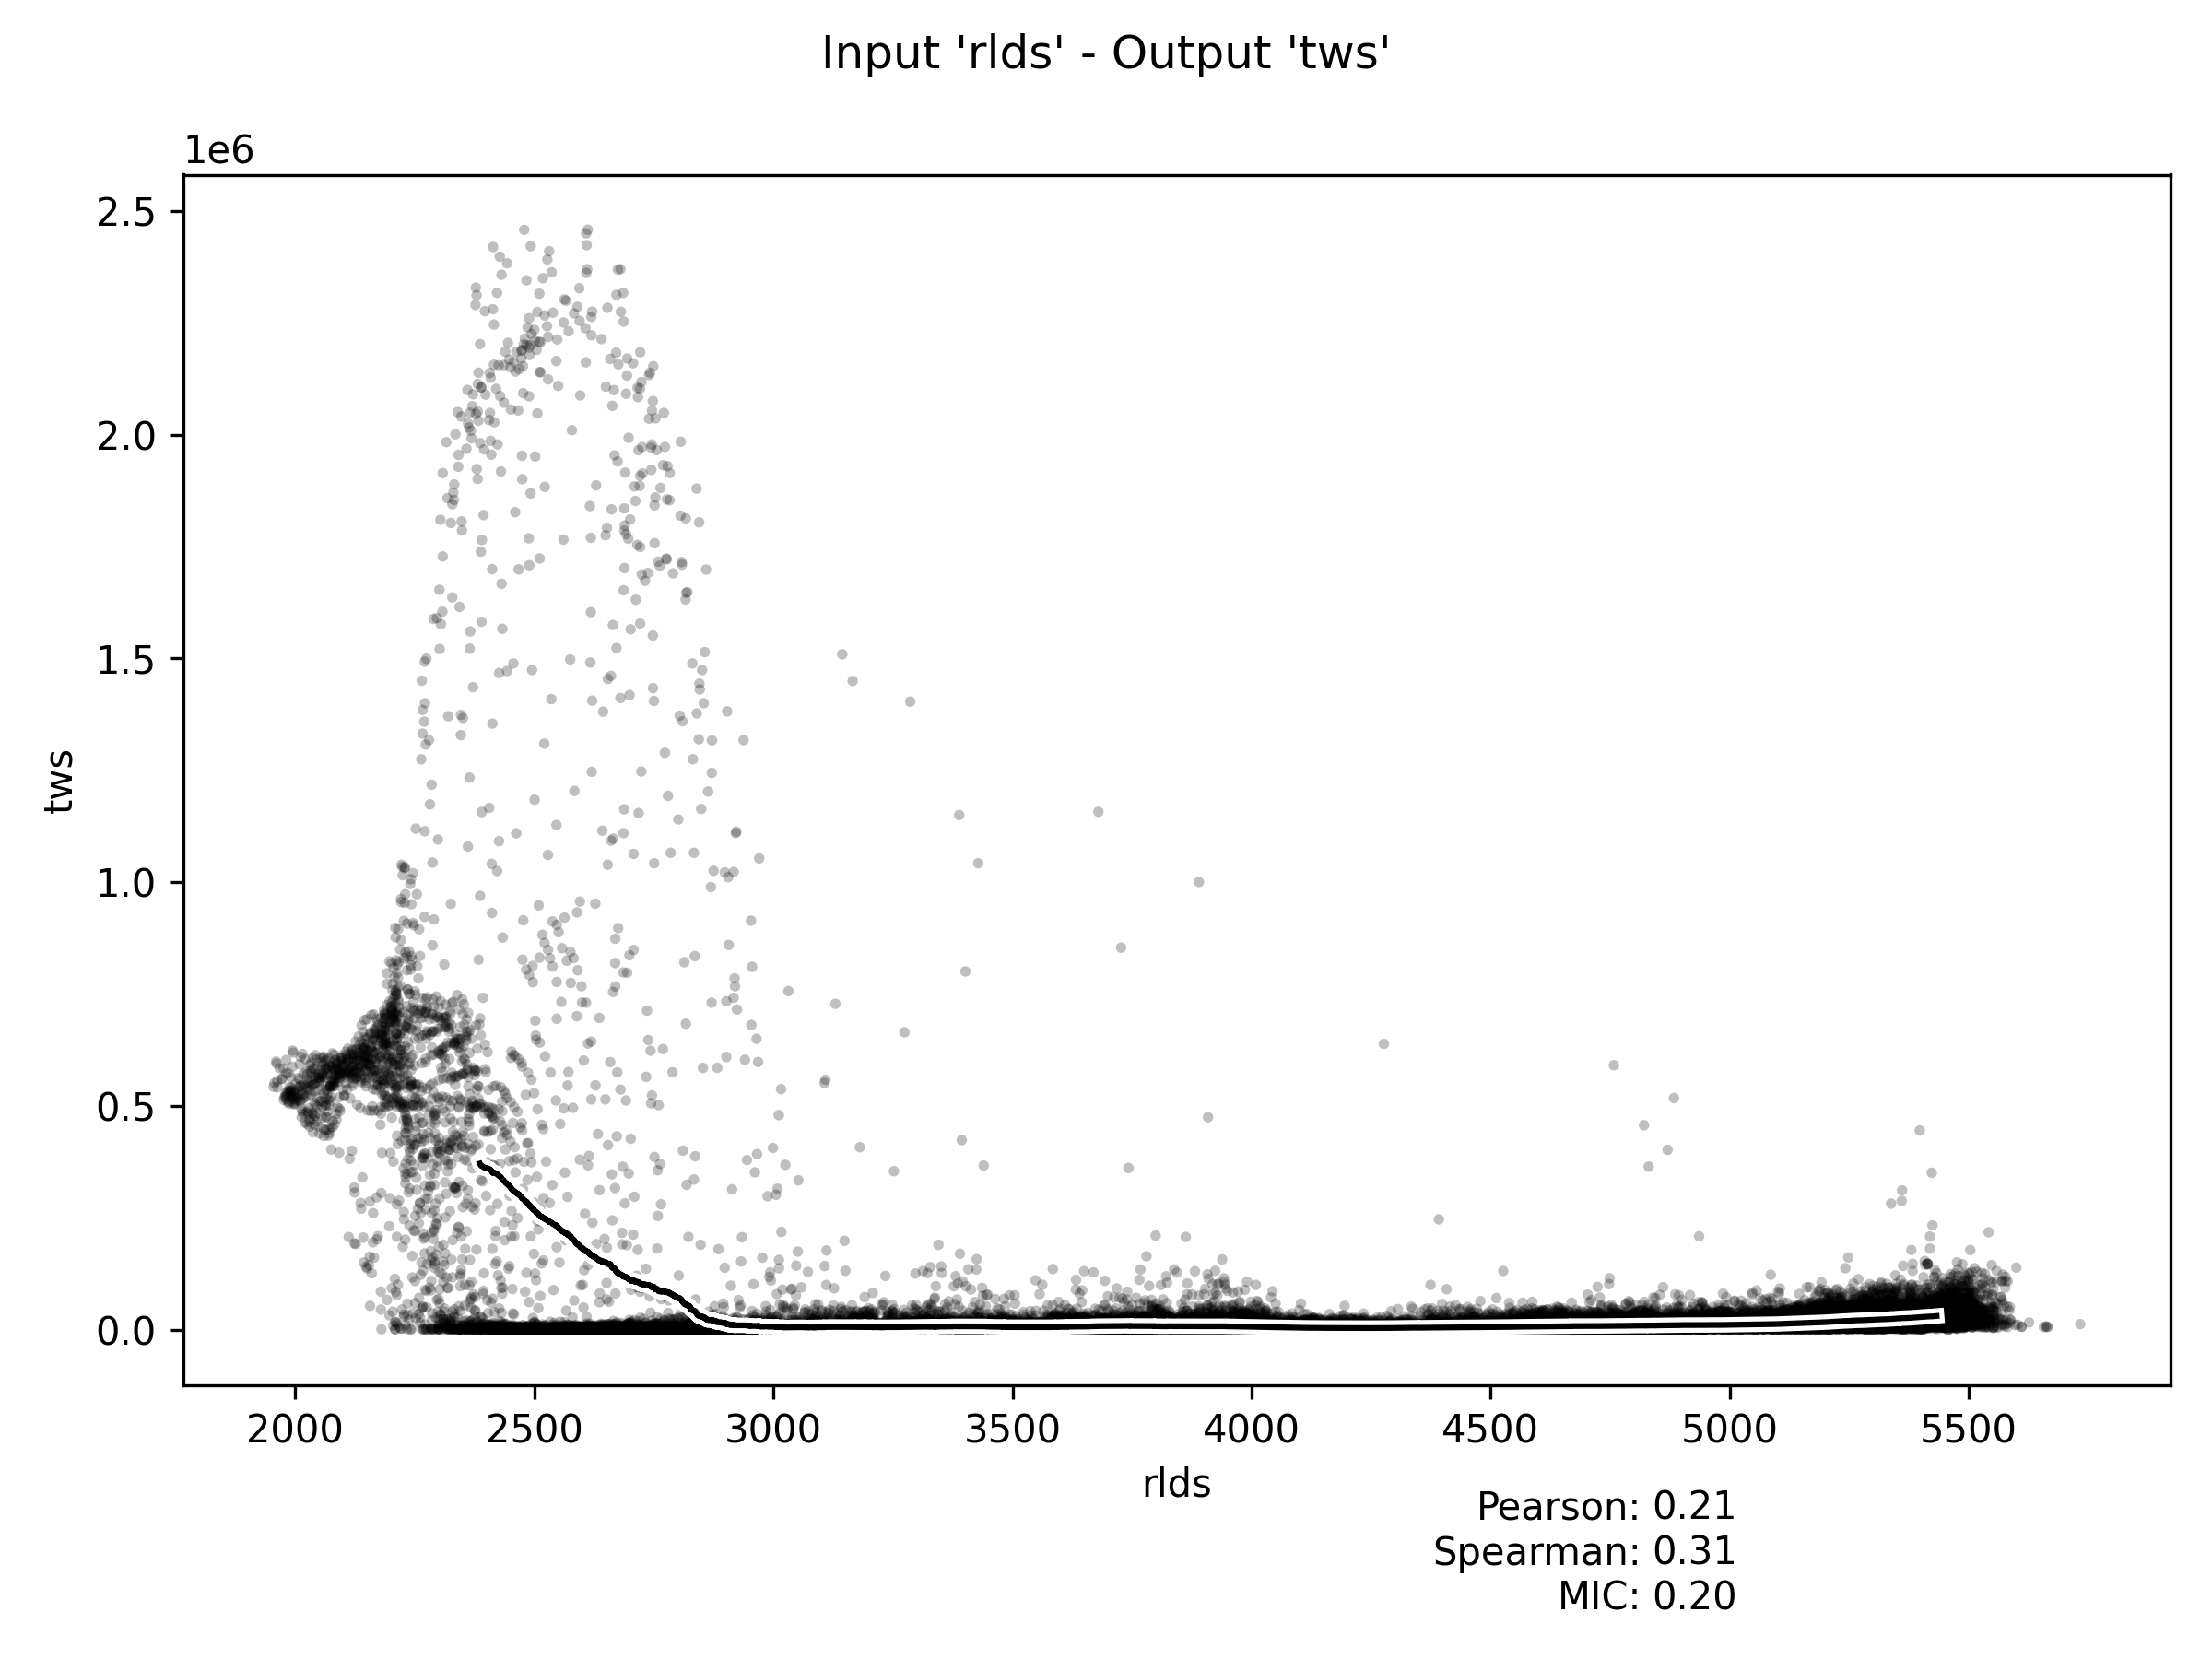 Input 'rlds' - Output 'tws'
1e6
2.5
2.0
1.5
1.0
0.5
0.0
tws
2000 2500 3000 3500 4000 4500 5000 5500
rlds
Pearson: 0.21
Spearman: 0.31
MIC: 0.20